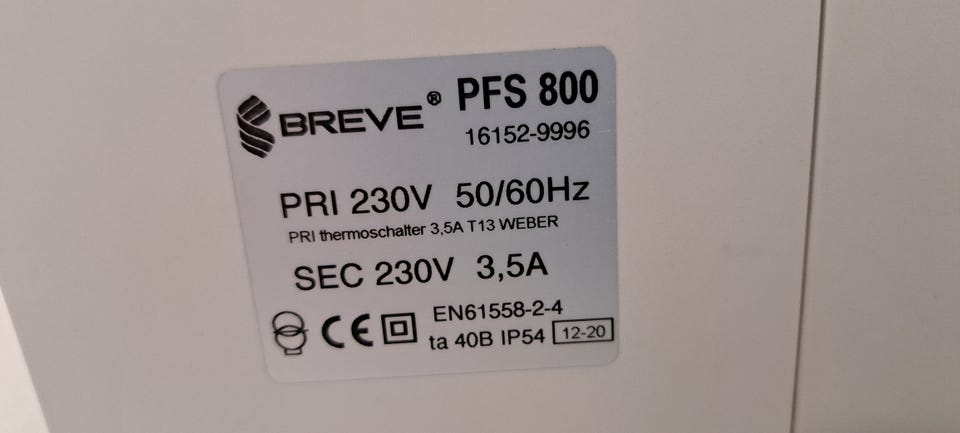 BREVE® PFS 800
16152-9996
PRI 230V 50/60Hz
PRI thermoschalter 3,5A T13 WEBER
SEC 230V 3,5A
EN61558-2-4
CE ta 40B IP54 12-20